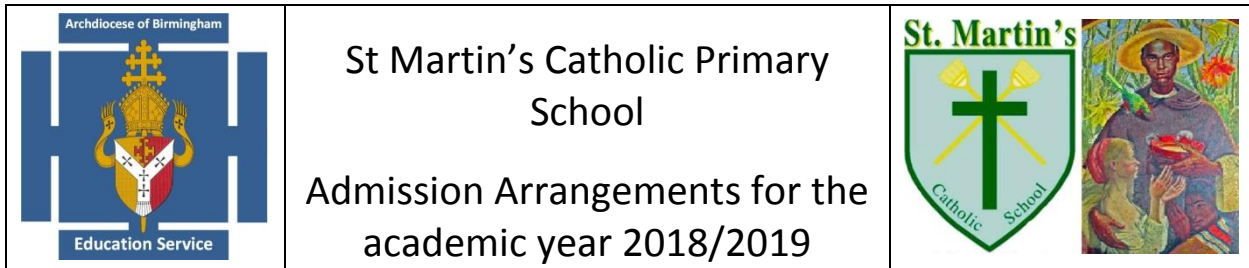 Archdiocese of Birmingham
Education Service
St Martin’s Catholic Primary
School
Admission Arrangements for the
academic year 2018/2019
St. Martin's
Catholic School